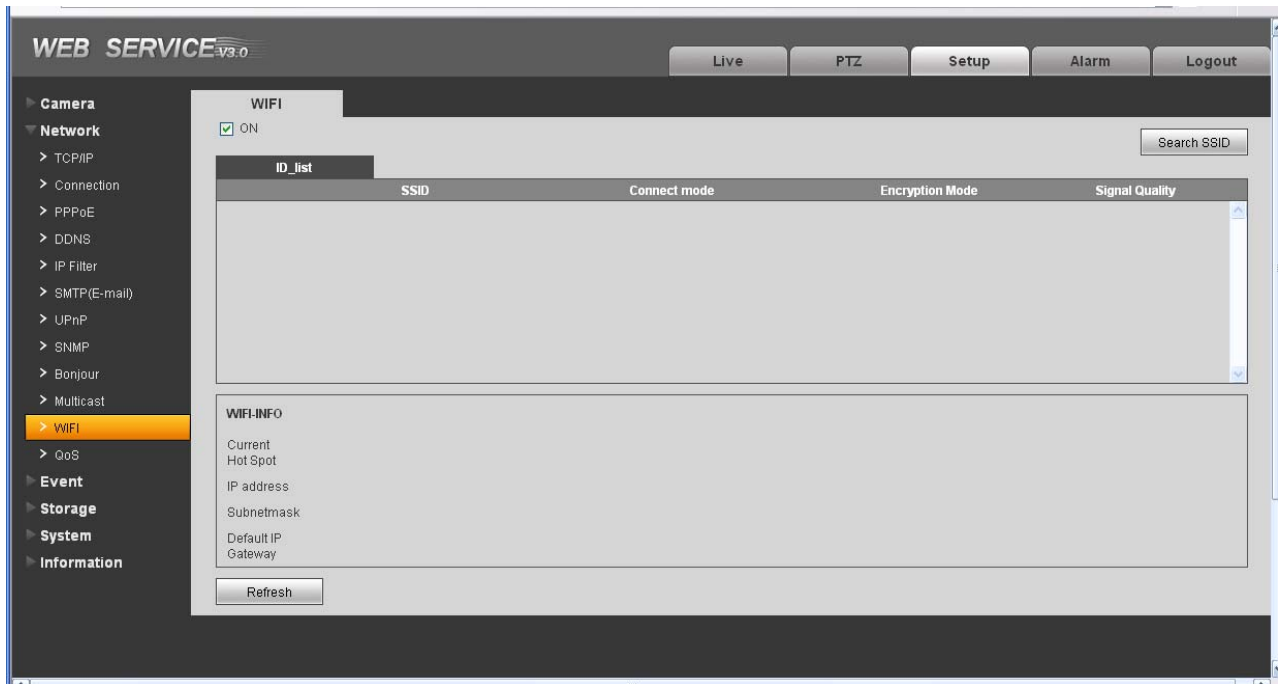 WEB SERVICE V3.0
Live PTZ Setup Alarm Logout
Camera
Network
> TCP/IP
> Connection
> PPPoE
> DDNS
> IP Filter
> SMTP(E-mail)
> UPnP
> SNMP
> Bonjour
> Multicast
> WIFI
> QoS
Event
Storage
System
Information
WIFI
ON
Search SSID
ID_list
SSID Connect mode Encryption Mode Signal Quality
WIFI-INFO
Current
Hot Spot
IP address
Subnetmask
Default IP
Gateway
Refresh